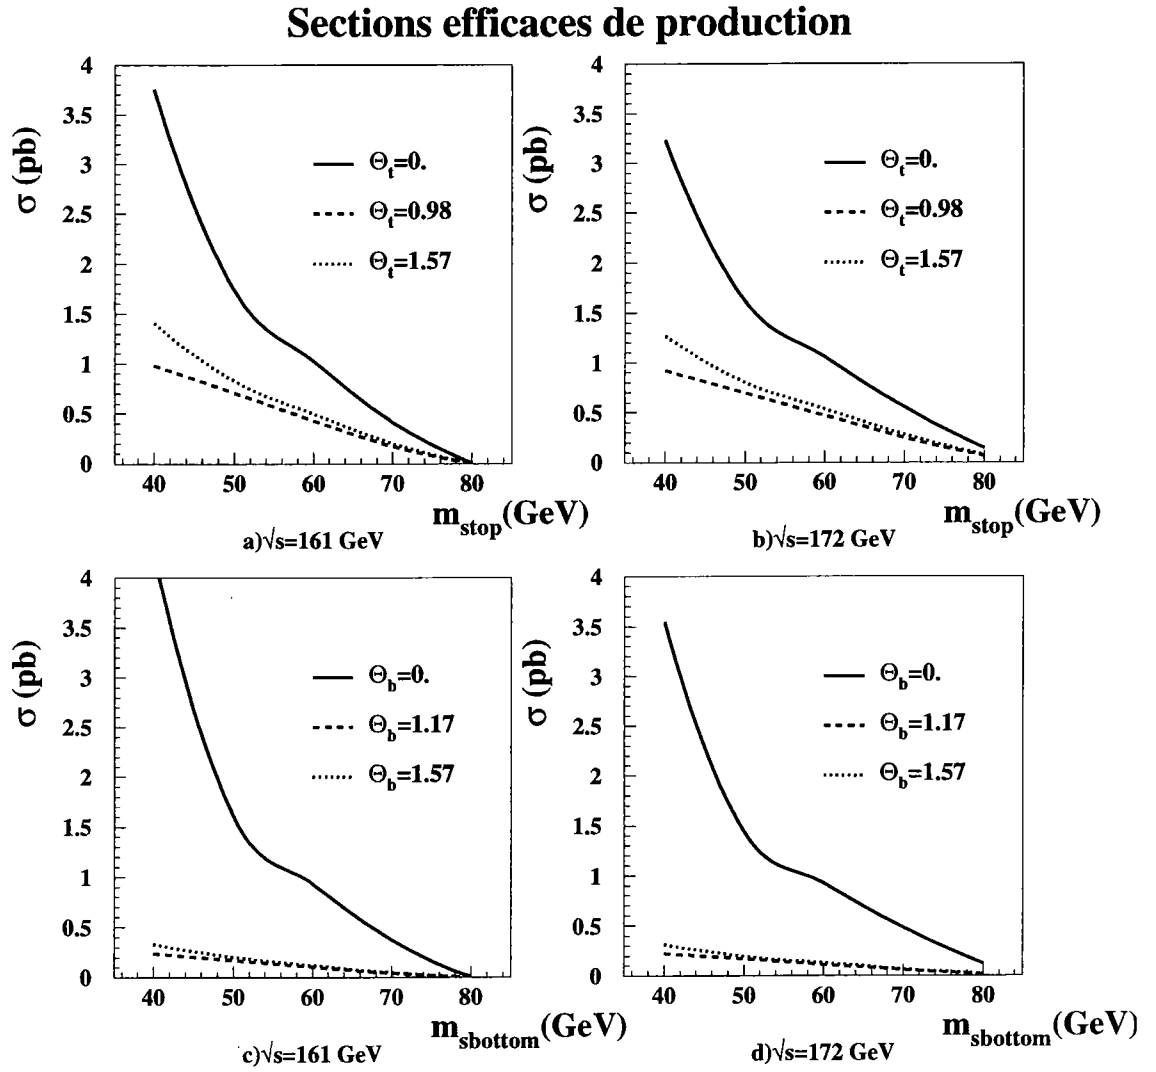 Sections efficaces de production
σ (pb)
4
3.5
3
2.5
2
1.5
1
0.5
0
Θt=0.
Θt=0.98
Θt=1.57
40 50 60 70 80
mstop(GeV)
a)√s=161 GeV
σ (pb)
4
3.5
3
2.5
2
1.5
1
0.5
0
Θt=0.
Θt=0.98
Θt=1.57
40 50 60 70 80
mstop(GeV)
b)√s=172 GeV
σ (pb)
4
3.5
3
2.5
2
1.5
1
0.5
0
Θb=0.
Θb=1.17
Θb=1.57
40 50 60 70 80
msbottom(GeV)
c)√s=161 GeV
σ (pb)
4
3.5
3
2.5
2
1.5
1
0.5
0
Θb=0.
Θb=1.17
Θb=1.57
40 50 60 70 80
msbottom(GeV)
d)√s=172 GeV